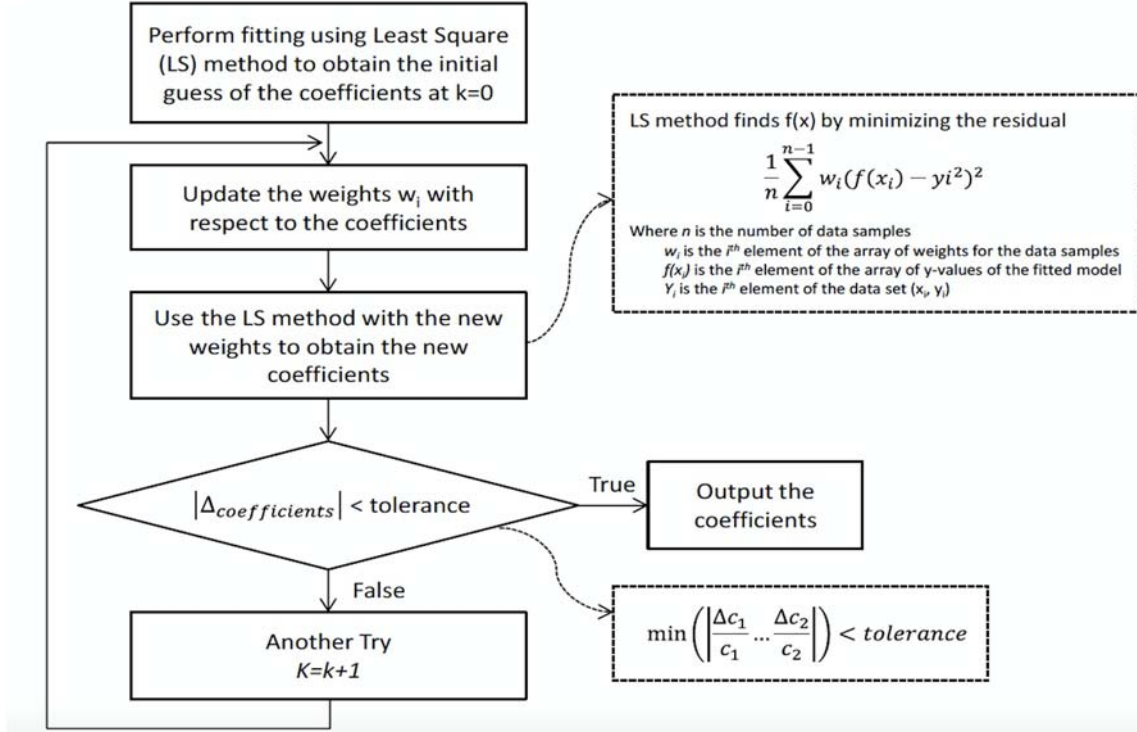 Perform fitting using Least Square
(LS) method to obtain the initial
guess of the coefficients at k=0
Update the weights wᵢ with
respect to the coefficients
Use the LS method with the new
weights to obtain the new
coefficients
LS method finds f(x) by minimizing the residual
1/n ∑_{i=0}^{n−1} wᵢ(f(xᵢ) − yi²)²
Where n is the number of data samples
wᵢ is the iᵗʰ element of the array of weights for the data samples
f(xᵢ) is the iᵗʰ element of the array of y-values of the fitted model
Yᵢ is the iᵗʰ element of the data set (xᵢ, yᵢ)
|Δ_{coefficients}| < tolerance
True
Output the
coefficients
False
Another Try
K=k+1
min(|Δc₁/c₁ ... Δc₂/c₂|) < tolerance